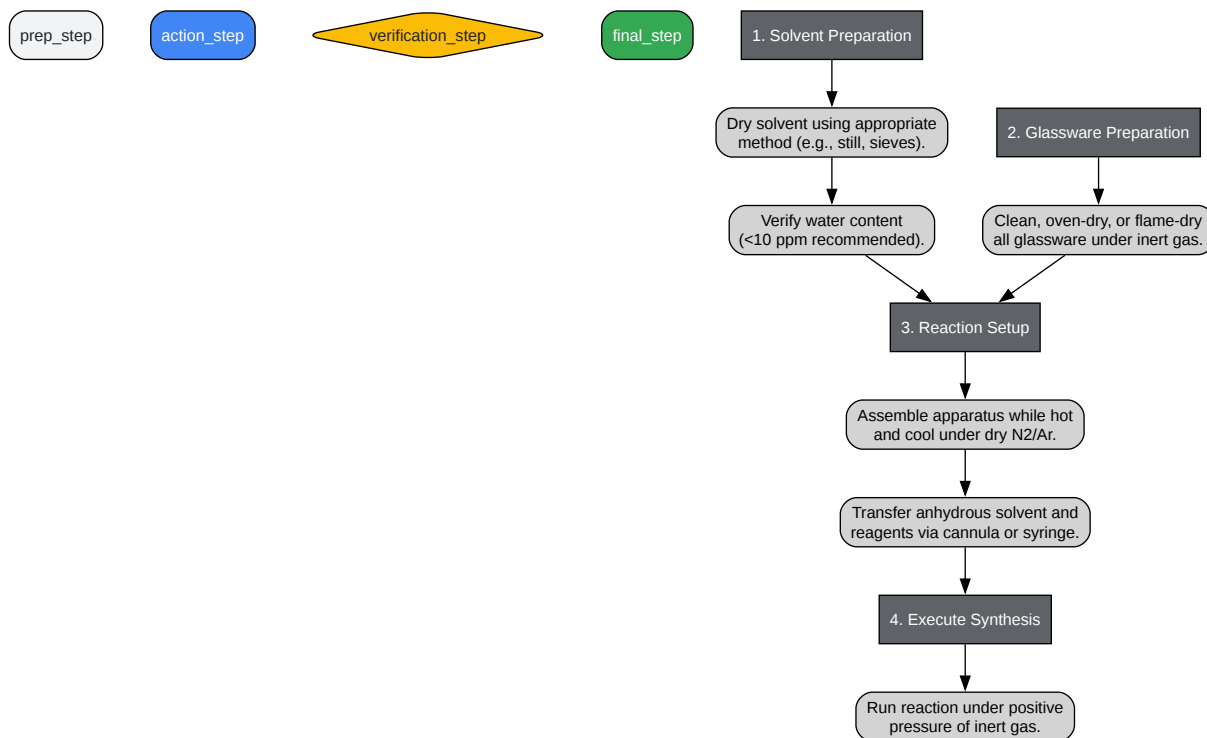 prep_step
action_step
verification_step
final_step
1. Solvent Preparation
Dry solvent using appropriate
method (e.g., still, sieves).
2. Glassware Preparation
Verify water content
(<10 ppm recommended).
Clean, oven-dry, or flame-dry
all glassware under inert gas.
3. Reaction Setup
Assemble apparatus while hot
and cool under dry N2/Ar.
Transfer anhydrous solvent and
reagents via cannula or syringe.
4. Execute Synthesis
Run reaction under positive
pressure of inert gas.